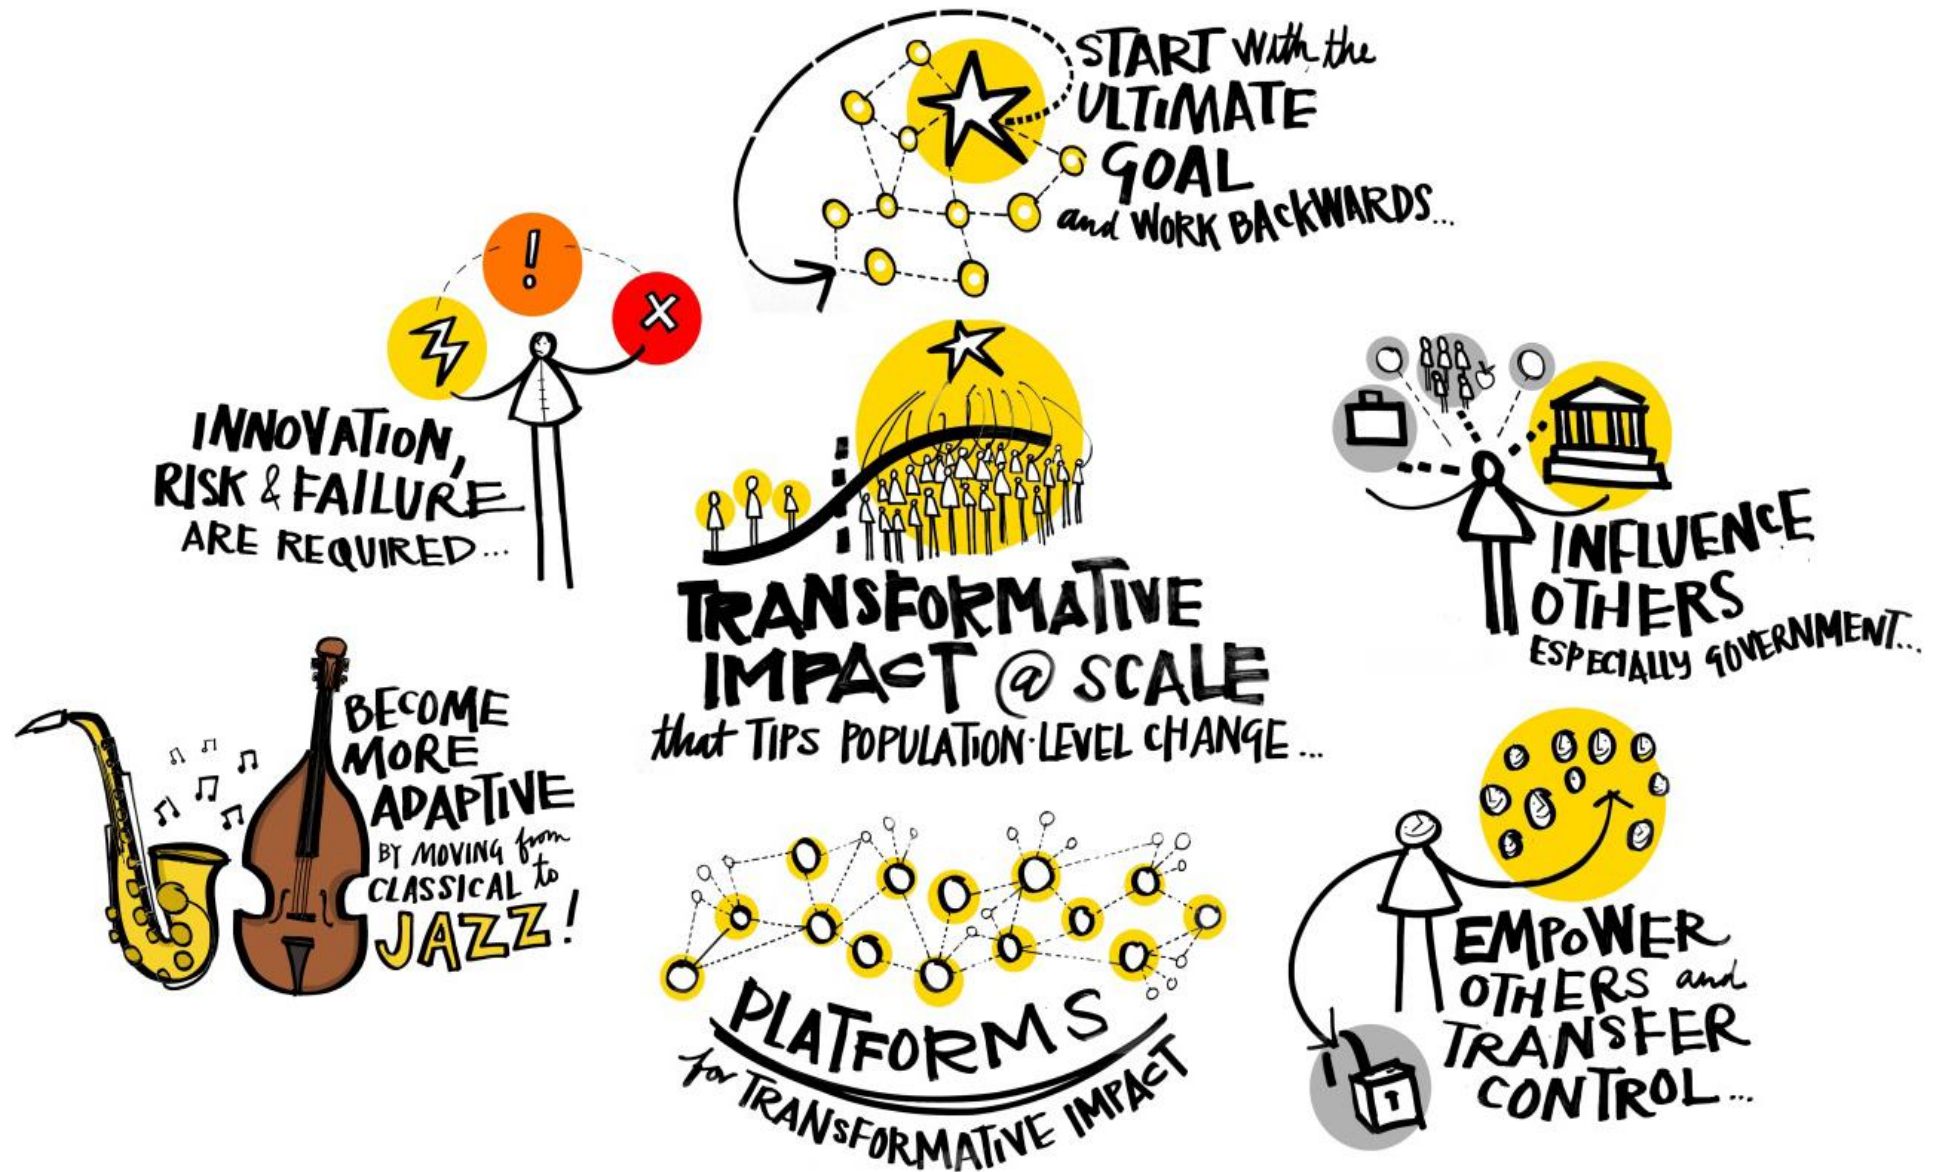 START with the
ULTIMATE
GOAL
and WORK BACKWARDS...
!
INNOVATION,
RISK & FAILURE
ARE REQUIRED...
INFLUENCE
OTHERS
ESPECIALLY GOVERNMENT...
TRANSFORMATIVE
IMPACT @ SCALE
that TIPS POPULATION-LEVEL CHANGE...
BECOME
MORE
ADAPTIVE
BY MOVING from
CLASSICAL to
JAZZ!
PLATFORMS
for TRANSFORMATIVE IMPACT
EMPOWER
OTHERS and
TRANSFER
CONTROL...